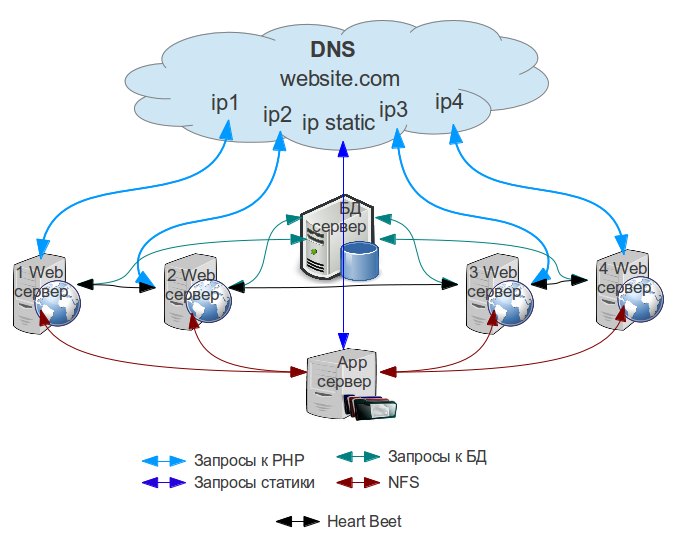 DNS
website.com
ip1
ip2
ip static
ip3
ip4
БД
сервер
1 Web
сервер
2 Web
сервер
3 Web
сервер
4 Web
сервер
App
сервер
Запросы к PHP
Запросы к БД
Запросы статики
NFS
Heart Beet